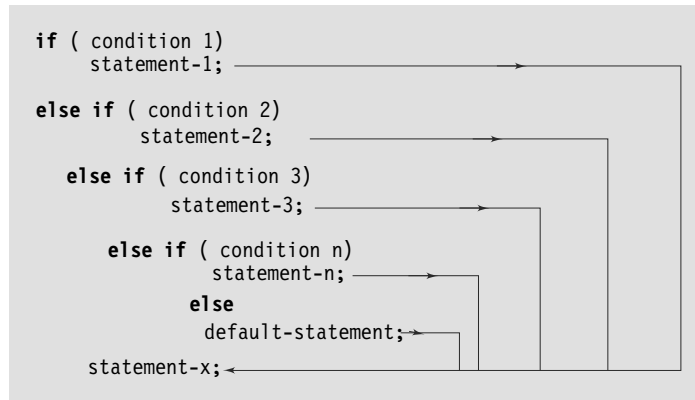 if ( condition 1)
statement-1;
else if ( condition 2)
statement-2;
else if ( condition 3)
statement-3;
else if ( condition n)
statement-n;
else
default-statement;
statement-x;